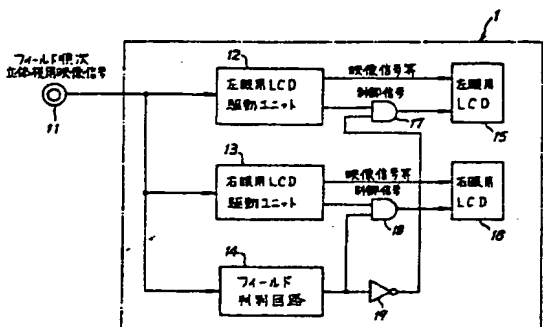 1
フィールド順次
立体視用映像信号
11
12
左眼用LCD
駆動ユニット
映像信号等
制御信号
17
左眼用
LCD
15
13
右眼用LCD
駆動ユニット
映像信号等
制御信号
18
右眼用
LCD
16
14
フィールド
判別回路
19